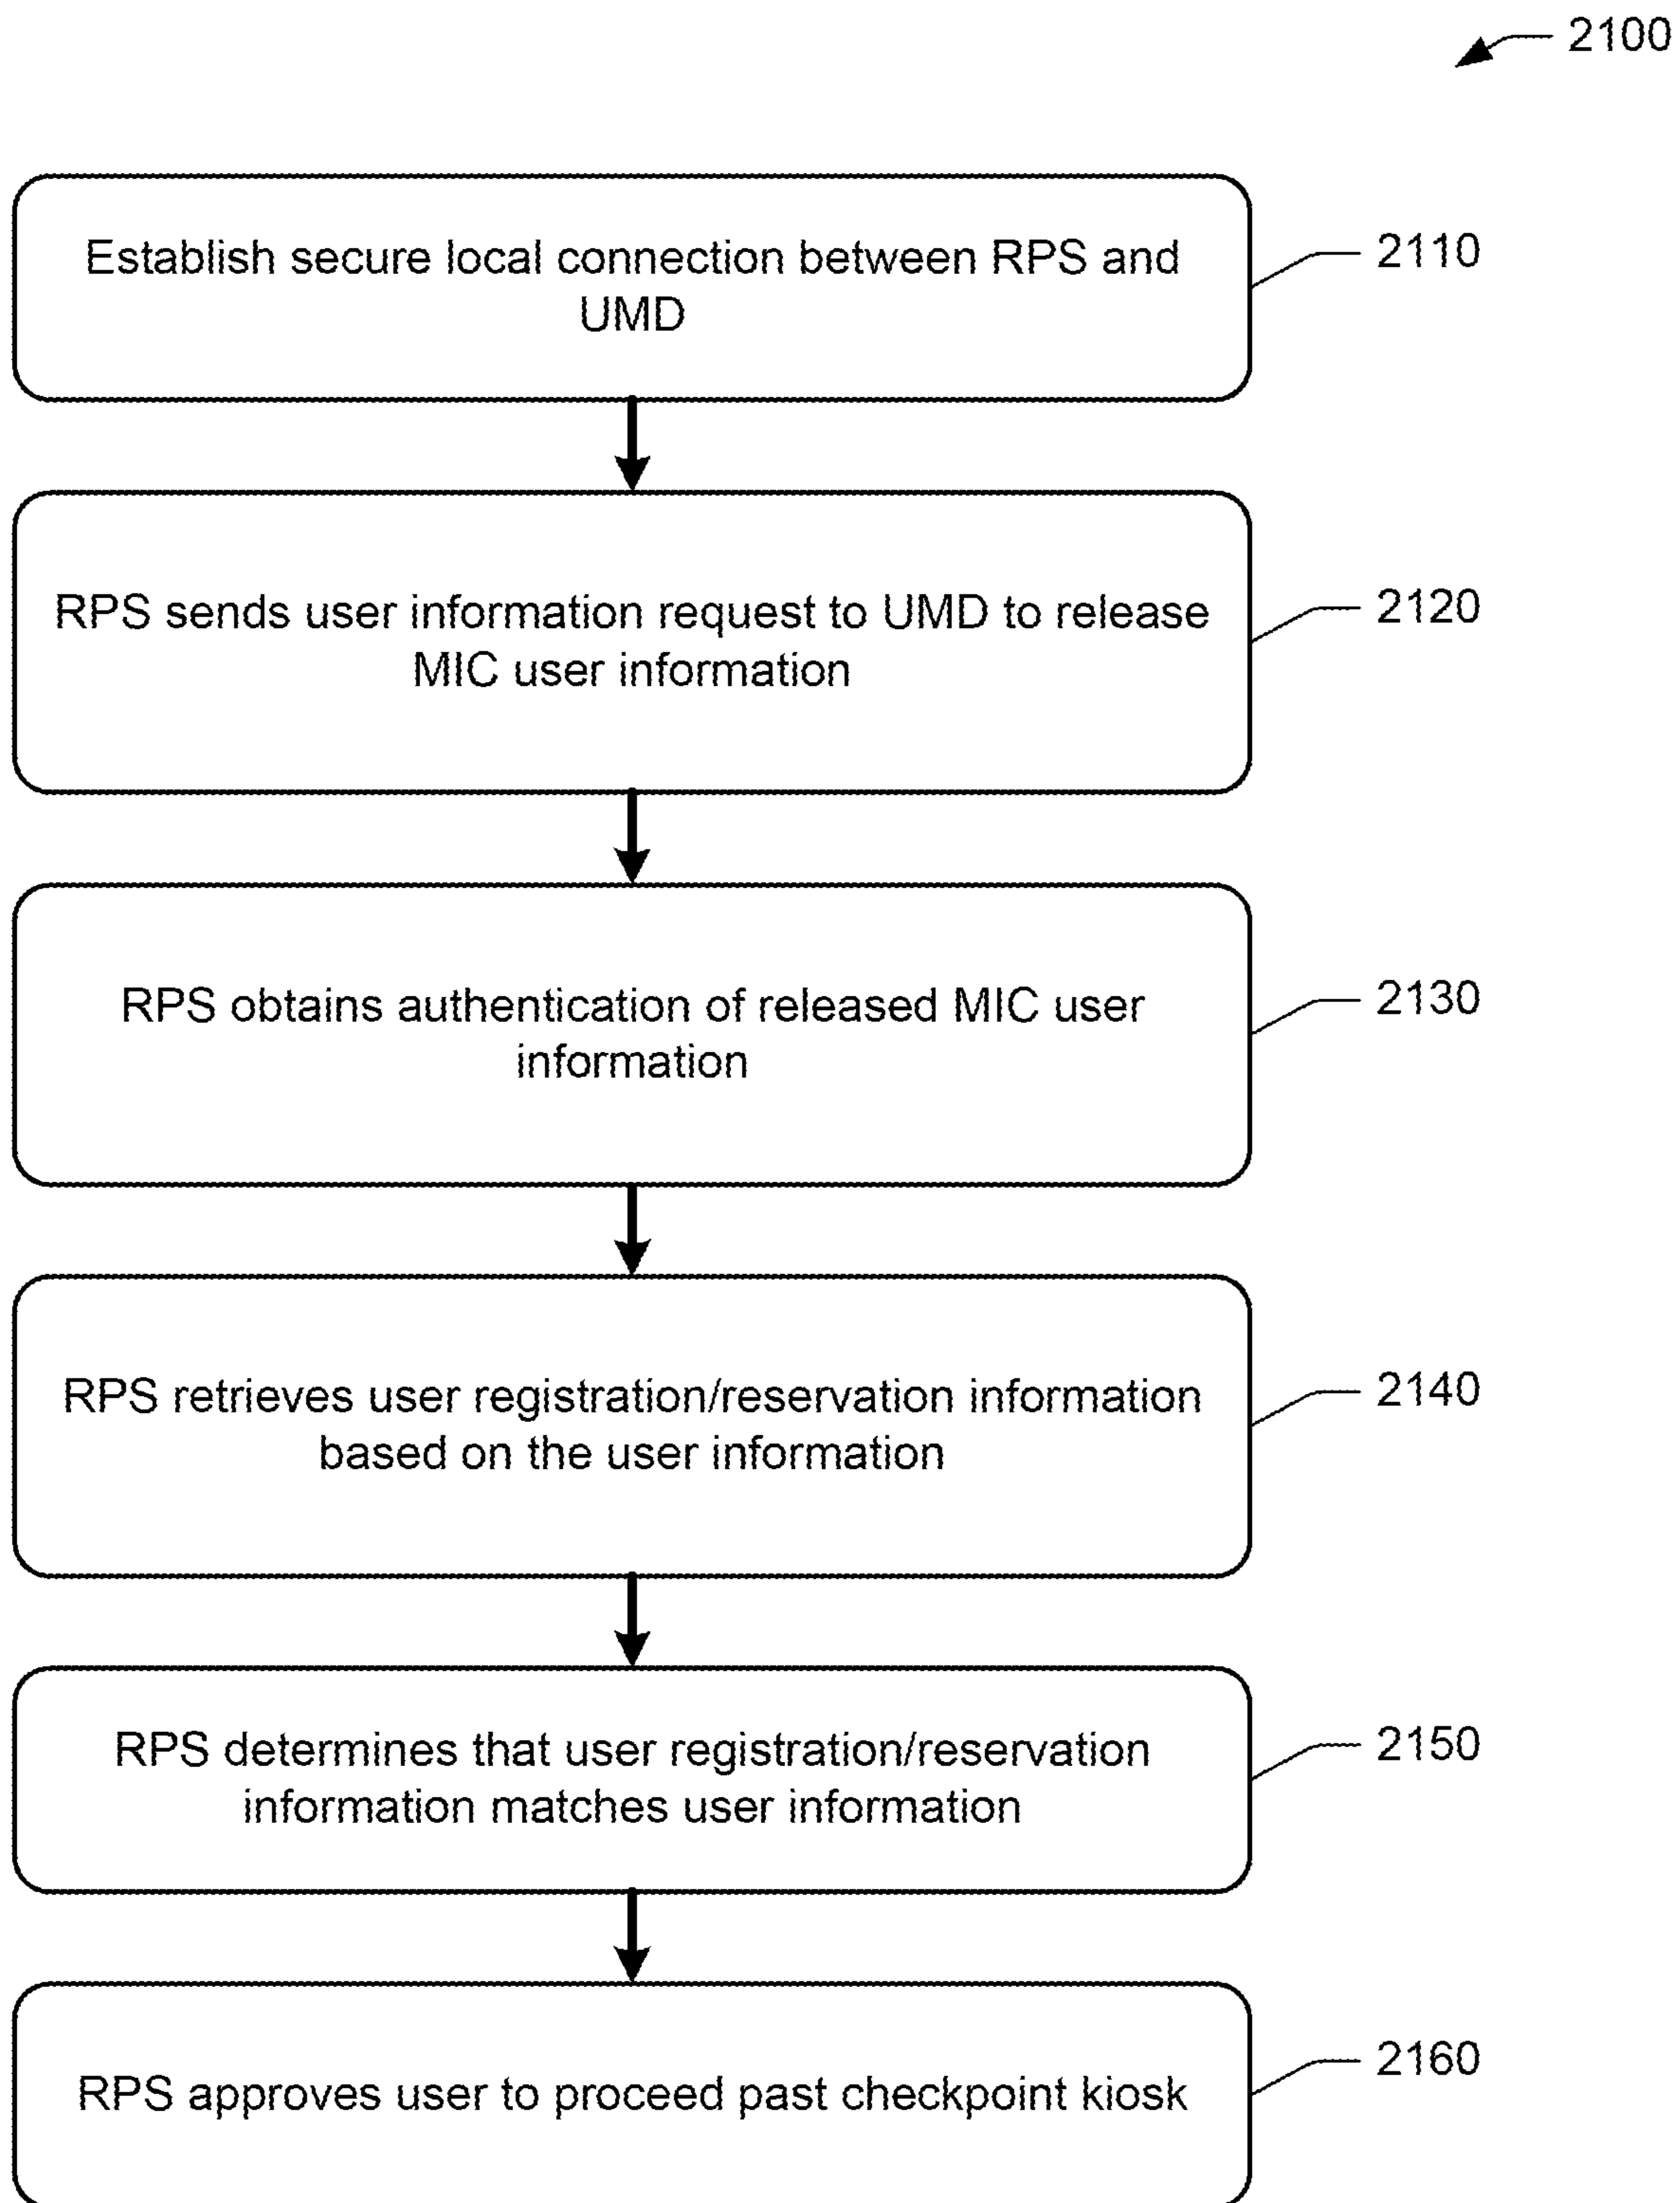 2100
Establish secure local connection between RPS and
UMD
2110
RPS sends user information request to UMD to release
MIC user information
2120
RPS obtains authentication of released MIC user
information
2130
RPS retrieves user registration/reservation information
based on the user information
2140
RPS determines that user registration/reservation
information matches user information
2150
RPS approves user to proceed past checkpoint kiosk
2160